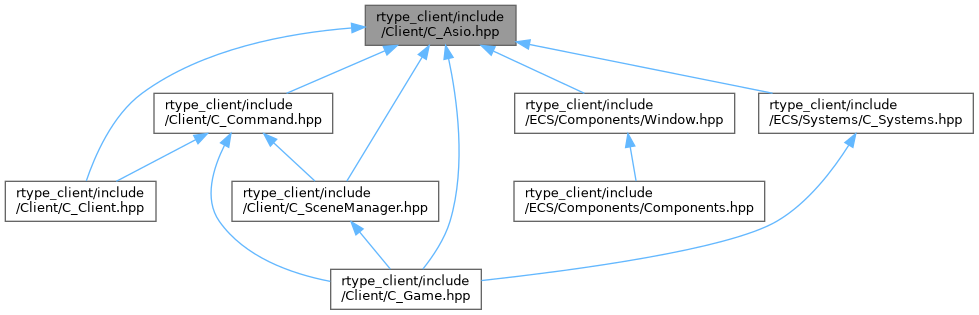 rtype_client/include
/Client/C_Asio.hpp
rtype_client/include
/Client/C_Command.hpp
rtype_client/include
/ECS/Components/Window.hpp
rtype_client/include
/ECS/Systems/C_Systems.hpp
rtype_client/include
/Client/C_Client.hpp
rtype_client/include
/Client/C_SceneManager.hpp
rtype_client/include
/ECS/Components/Components.hpp
rtype_client/include
/Client/C_Game.hpp